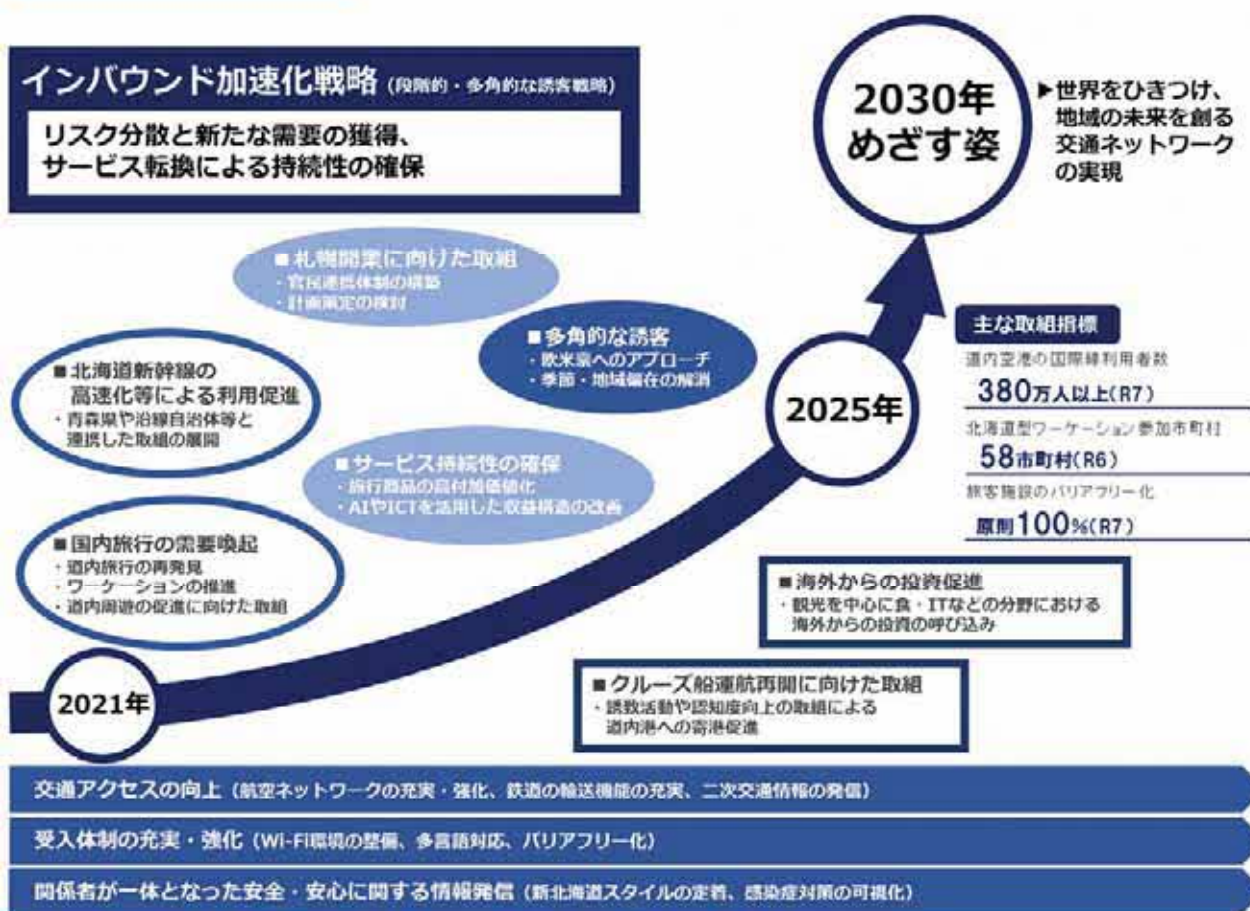 インバウンド加速化戦略（段階的・多角的な誘客戦略）
リスク分散と新たな需要の獲得、
サービス転換による持続性の確保
2030年
めざす姿
▶世界をひきつけ、
地域の未来を創る
交通ネットワーク
の実現
■札幌開業に向けた取組
・官民連携体制の構築
・計画策定の検討
■多角的な誘客
・欧米豪へのアプローチ
・季節・地域偏在の解消
■北海道新幹線の
高速化等による利用促進
・青森県や沿線自治体等と
連携した取組の展開
■サービス持続性の確保
・旅行商品の高付加価値化
・AIやICTを活用した収益構造の改善
■国内旅行の需要喚起
・道内旅行の再発見
・ワーケーションの推進
・道内周遊の促進に向けた取組
2025年
主な取組指標
道内空港の国際線利用者数
380万人以上(R7)
北海道型ワーケーション参加市町村
58市町村(R6)
旅客施設のバリアフリー化
原則100%(R7)
■海外からの投資促進
・観光を中心に食・ITなどの分野における
海外からの投資の呼び込み
■クルーズ船運航再開に向けた取組
・誘致活動や認知度向上の取組による
道内港への寄港促進
2021年
交通アクセスの向上（航空ネットワークの充実・強化、鉄道の輸送機能の充実、二次交通情報の発信）
受入体制の充実・強化（Wi-Fi環境の整備、多言語対応、バリアフリー化）
関係者が一体となった安全・安心に関する情報発信（新北海道スタイルの定着、感染症対策の可視化）